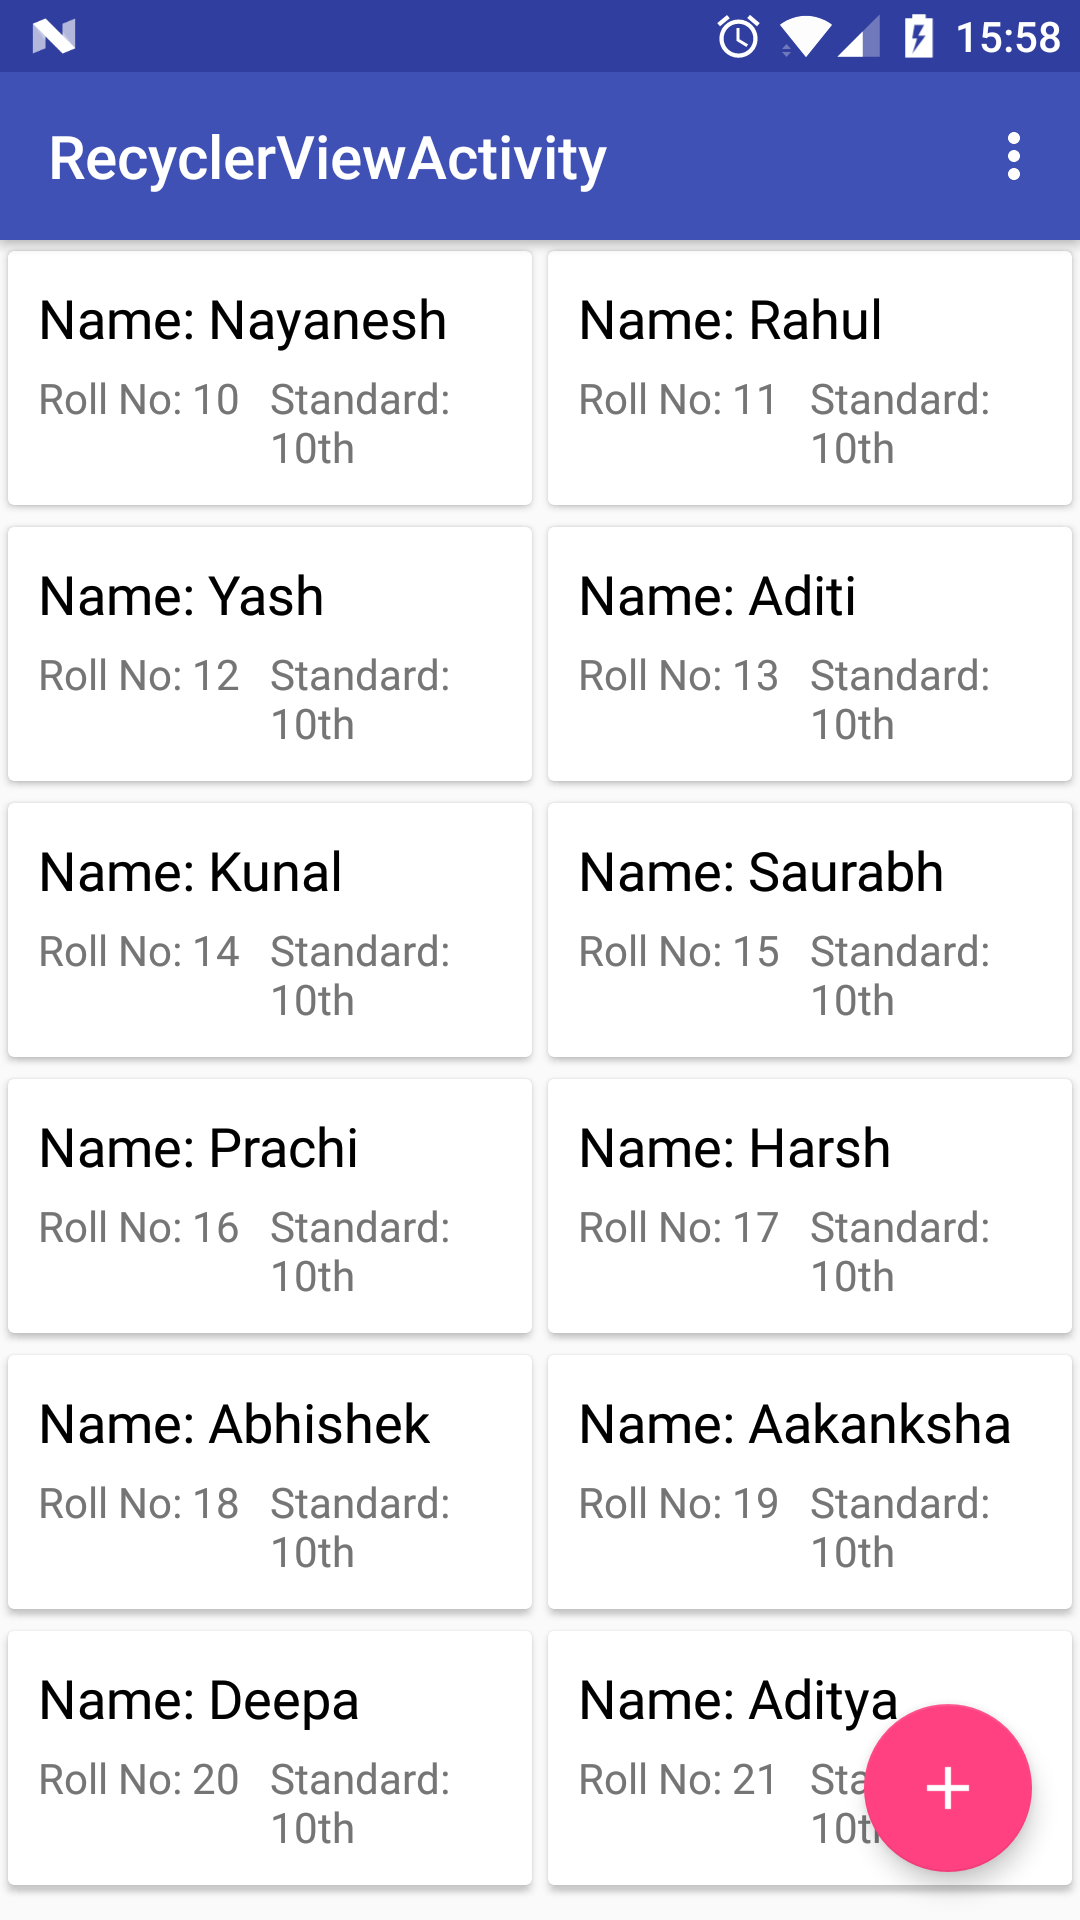 15:58
RecyclerViewActivity
Name: Nayanesh
Roll No: 10 Standard:
10th
Name: Rahul
Roll No: 11 Standard:
10th
Name: Yash
Roll No: 12 Standard:
10th
Name: Aditi
Roll No: 13 Standard:
10th
Name: Kunal
Roll No: 14 Standard:
10th
Name: Saurabh
Roll No: 15 Standard:
10th
Name: Prachi
Roll No: 16 Standard:
10th
Name: Harsh
Roll No: 17 Standard:
10th
Name: Abhishek
Roll No: 18 Standard:
10th
Name: Aakanksha
Roll No: 19 Standard:
10th
Name: Deepa
Roll No: 20 Standard:
10th
Name: Aditya
Roll No: 21